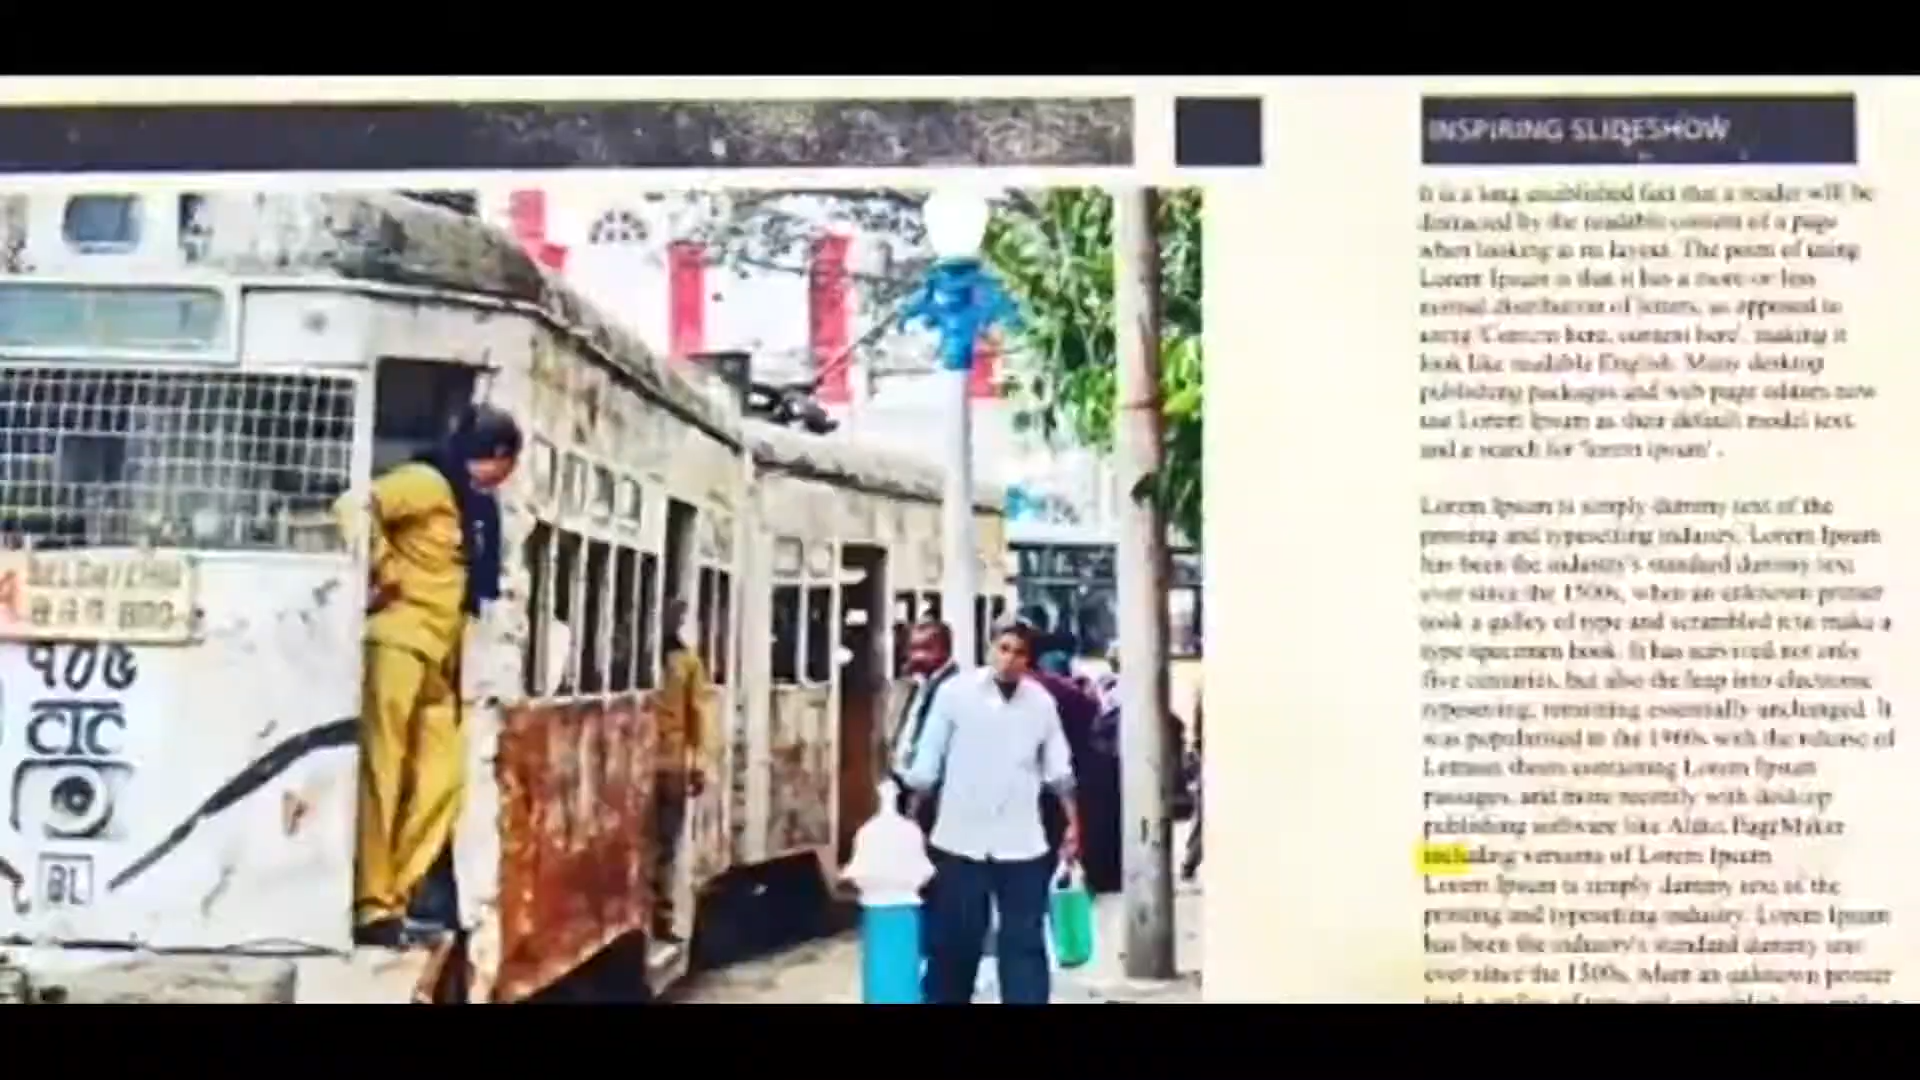 INSPIRING SLIDESHOW
It is a long established fact that a reader will be
distracted by the readable content of a page
when looking at its layout. The point of using
Lorem Ipsum is that it has a more-or-less
normal distribution of letters, as opposed to
using 'Content here, content here', making it
look like readable English. Many desktop
publishing packages and web page editors now
use Lorem Ipsum as their default model text,
and a search for 'lorem ipsum' .
Lorem Ipsum is simply dummy text of the
printing and typesetting industry. Lorem Ipsum
has been the industry's standard dummy text
ever since the 1500s, when an unknown printer
took a galley of type and scrambled it to make a
type specimen book. It has survived not only
five centuries, but also the leap into electronic
typesetting, remaining essentially unchanged. It
was popularised in the 1960s with the release of
Letraset sheets containing Lorem Ipsum
passages, and more recently with desktop
publishing software like Aldus PageMaker
including versions of Lorem Ipsum
Lorem Ipsum is simply dummy text of the
printing and typesetting industry. Lorem Ipsum
has been the industry's standard dummy text
ever since the 1500s, when an unknown printer
৭০৬
CTC
BL